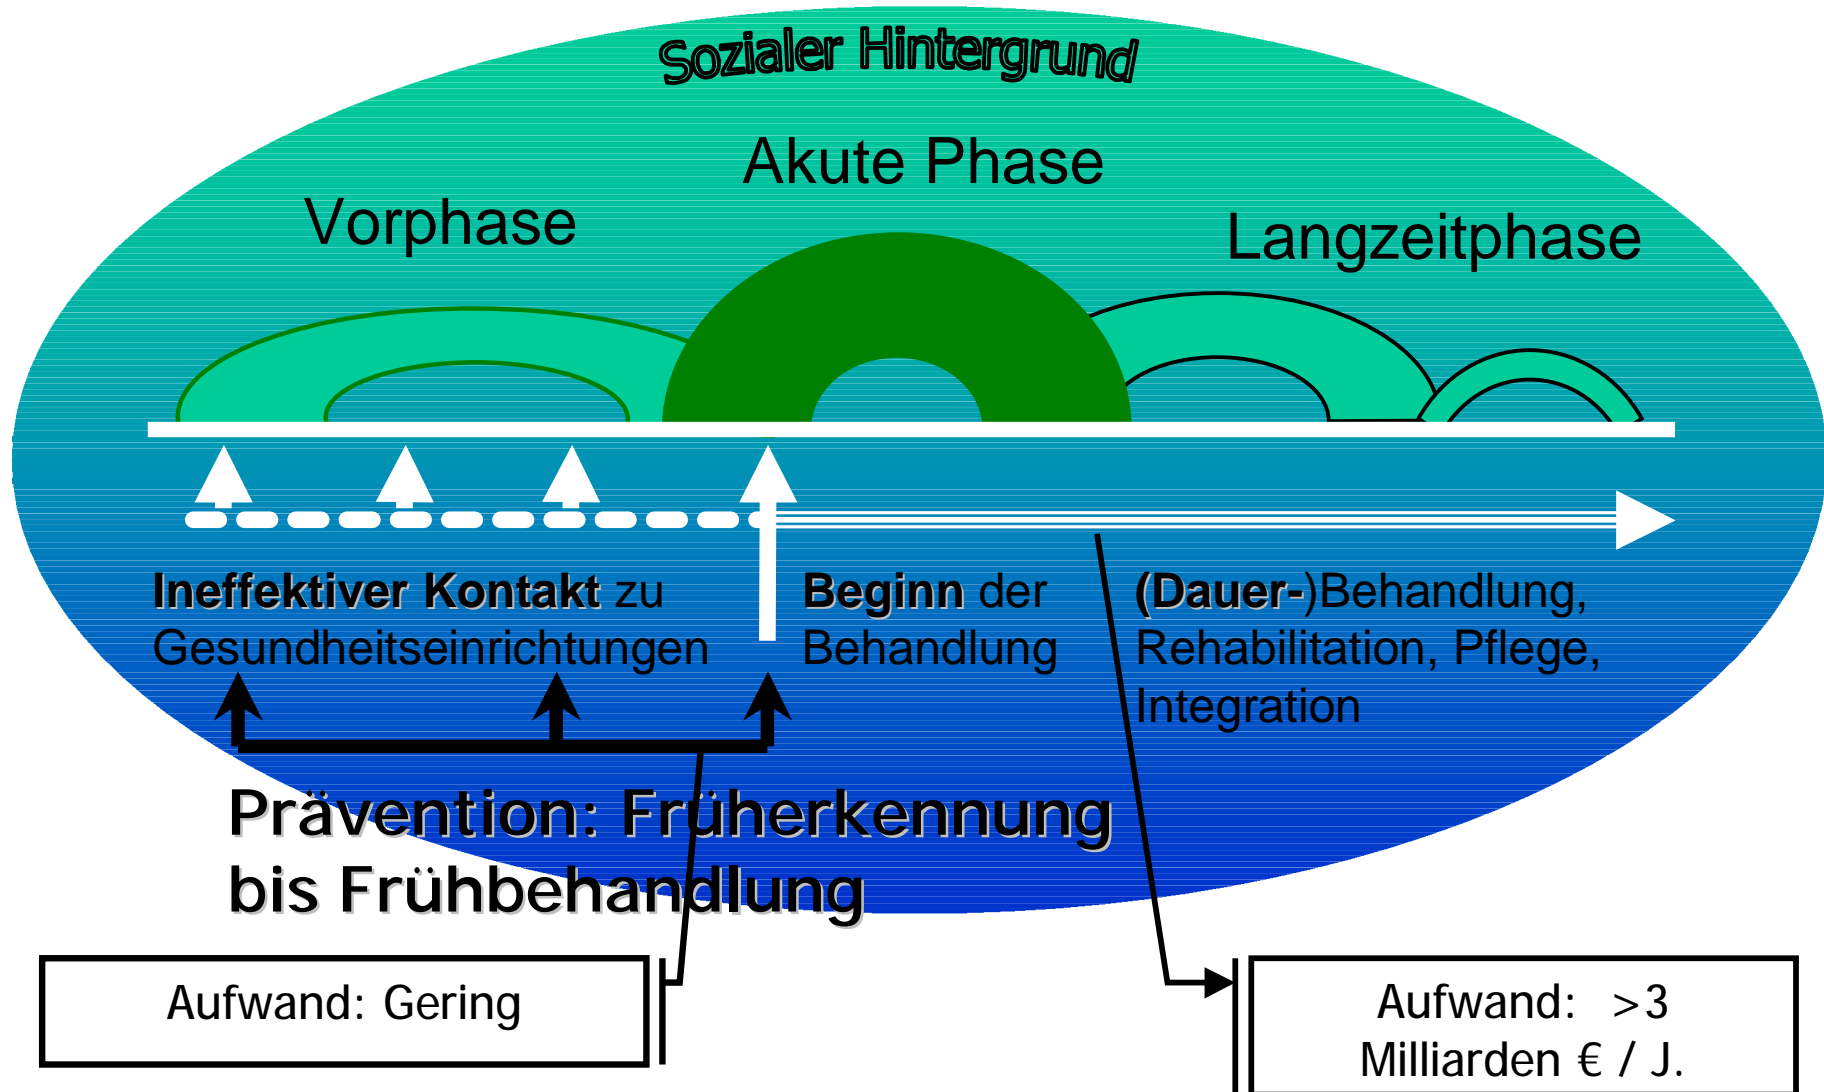 Sozialer Hintergrund
Akute Phase
Vorphase
Langzeitphase
Ineffektiver Kontakt zu
Gesundheitseinrichtungen
Beginn der
Behandlung
(Dauer-)Behandlung,
Rehabilitation, Pflege,
Integration
Prävention: Früherkennung
bis Frühbehandlung
Aufwand: Gering
Aufwand: >3
Milliarden € / J.